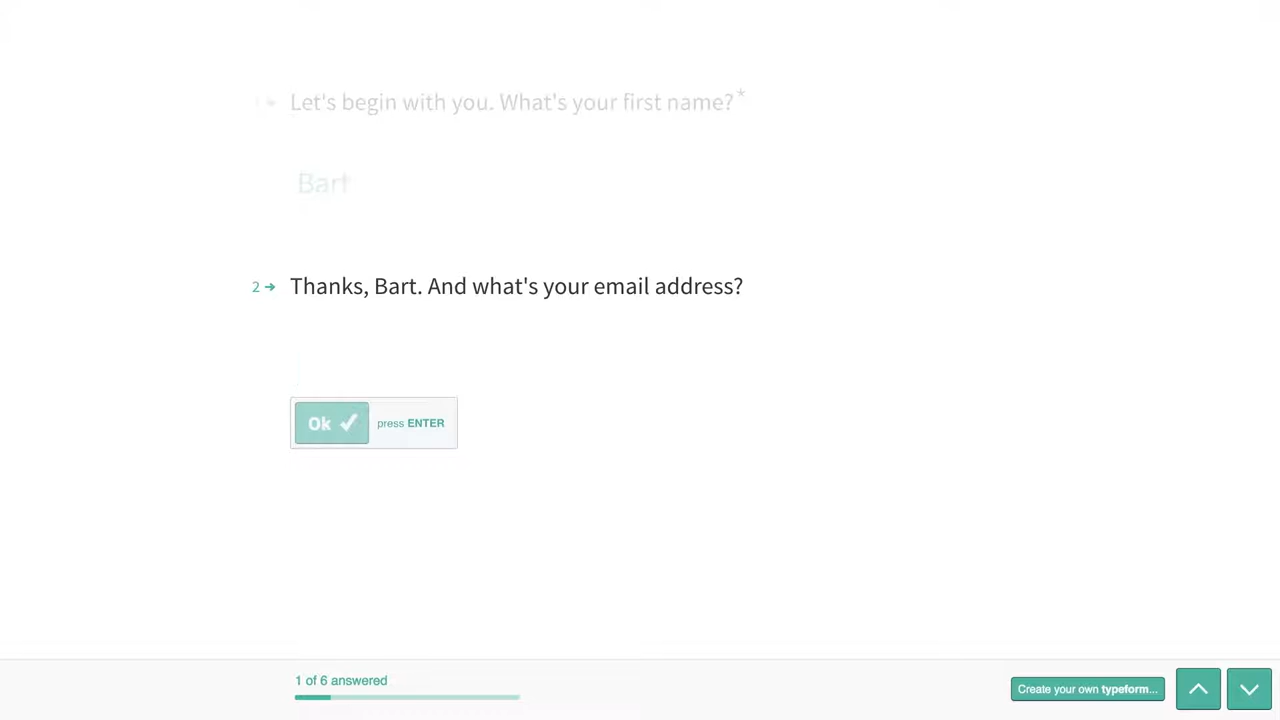 Let's begin with you. What's your first name?*
Bart
2 → Thanks, Bart. And what's your email address?
Ok ✓ press ENTER
1 of 6 answered
Create your own typeform...